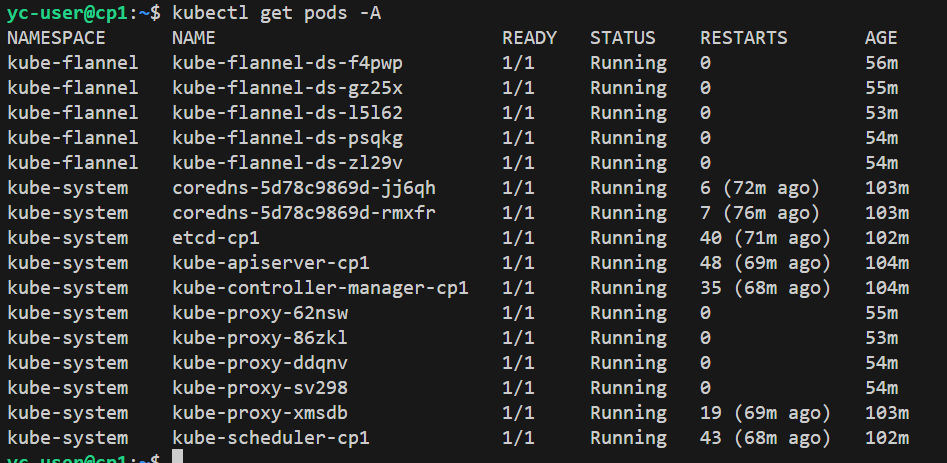 yc-user@cp1:~$ kubectl get pods -A
NAMESPACE NAME READY STATUS RESTARTS AGE
kube-flannel kube-flannel-ds-f4pwp 1/1 Running 0 56m
kube-flannel kube-flannel-ds-gz25x 1/1 Running 0 55m
kube-flannel kube-flannel-ds-l5l62 1/1 Running 0 53m
kube-flannel kube-flannel-ds-psqkg 1/1 Running 0 54m
kube-flannel kube-flannel-ds-zl29v 1/1 Running 0 54m
kube-system coredns-5d78c9869d-jj6qh 1/1 Running 6 (72m ago) 103m
kube-system coredns-5d78c9869d-rmxfr 1/1 Running 7 (76m ago) 103m
kube-system etcd-cp1 1/1 Running 40 (71m ago) 102m
kube-system kube-apiserver-cp1 1/1 Running 48 (69m ago) 104m
kube-system kube-controller-manager-cp1 1/1 Running 35 (68m ago) 104m
kube-system kube-proxy-62nsw 1/1 Running 0 55m
kube-system kube-proxy-86zkl 1/1 Running 0 53m
kube-system kube-proxy-ddqnv 1/1 Running 0 54m
kube-system kube-proxy-sv298 1/1 Running 0 54m
kube-system kube-proxy-xmsdb 1/1 Running 19 (69m ago) 103m
kube-system kube-scheduler-cp1 1/1 Running 43 (68m ago) 102m
yc-user@cp1:~$